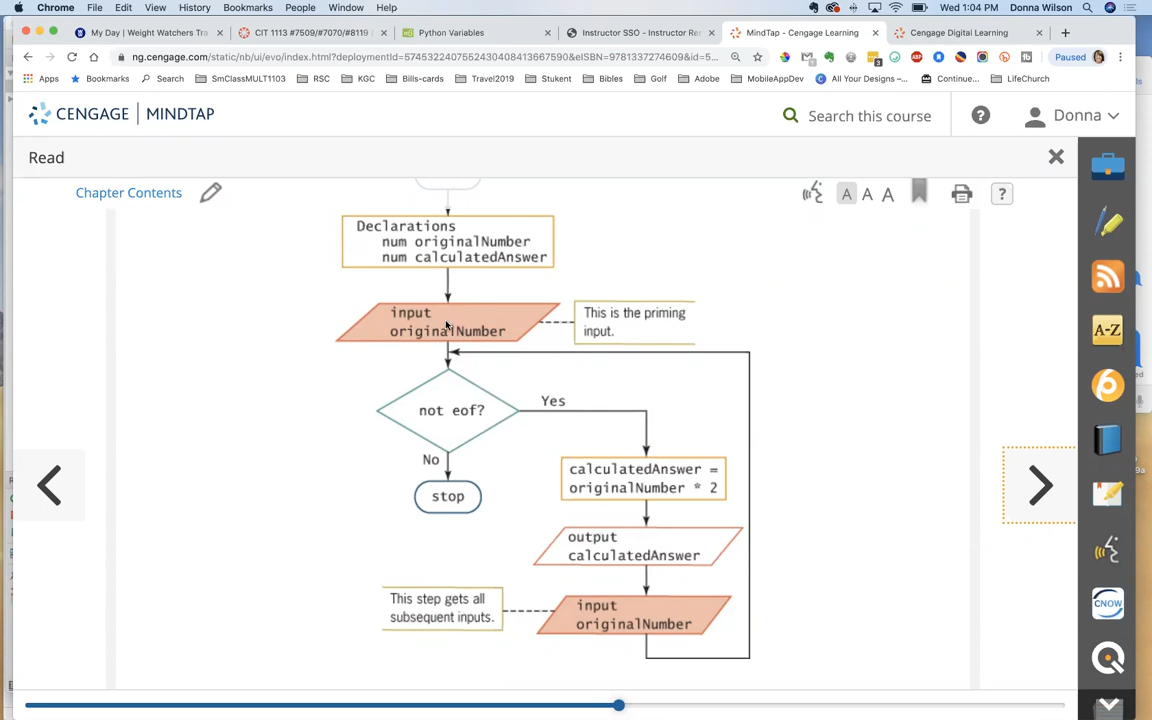 Chrome File Edit View History Bookmarks People Window Help Wed 1:04 PM Donna Wilson
My Day | Weight Watchers Tra
CIT 1113 #7509/#7070/#8119 |
Python Variables
Instructor SSO - Instructor Re
MindTap - Cengage Learning
Cengage Digital Learning
ng.cengage.com/static/nb/ui/evo/index.html?deploymentId=5745322407552430408413667590&eISBN=9781337274609&id=5...
Paused
Apps Bookmarks Search SmClassMULT1103 RSC KGC Bills-cards Travel2019 Stukent Bibles Golf Adobe MobileAppDev All Your Designs –... Continue... LifeChurch
CENGAGE | MINDTAP
Search this course
?
Donna
Read
Chapter Contents
A A A
?
Declarations
num originalNumber
num calculatedAnswer
input
originalNumber
This is the priming
input.
not eof?
Yes
No
stop
calculatedAnswer =
originalNumber * 2
output
calculatedAnswer
This step gets all
subsequent inputs.
input
originalNumber
A-Z
CNOW